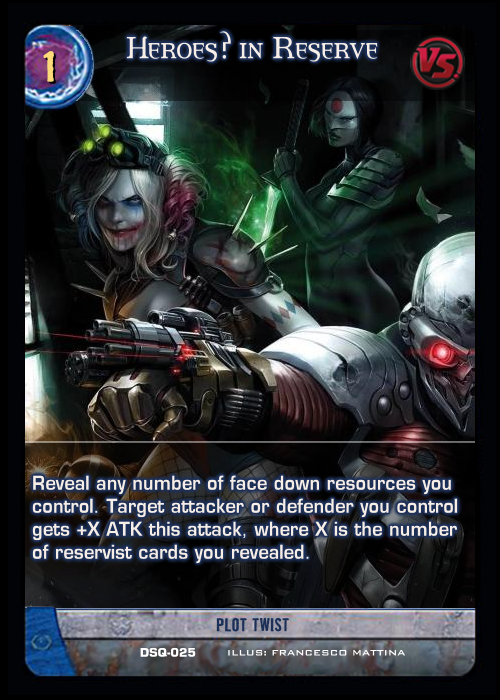 1
Heroes? in Reserve
VS
Reveal any number of face down resources you
control. Target attacker or defender you control
gets +X ATK this attack, where X is the number
of reservist cards you revealed.
PLOT TWIST
DSQ-025 ILLUS: FRANCESCO MATTINA